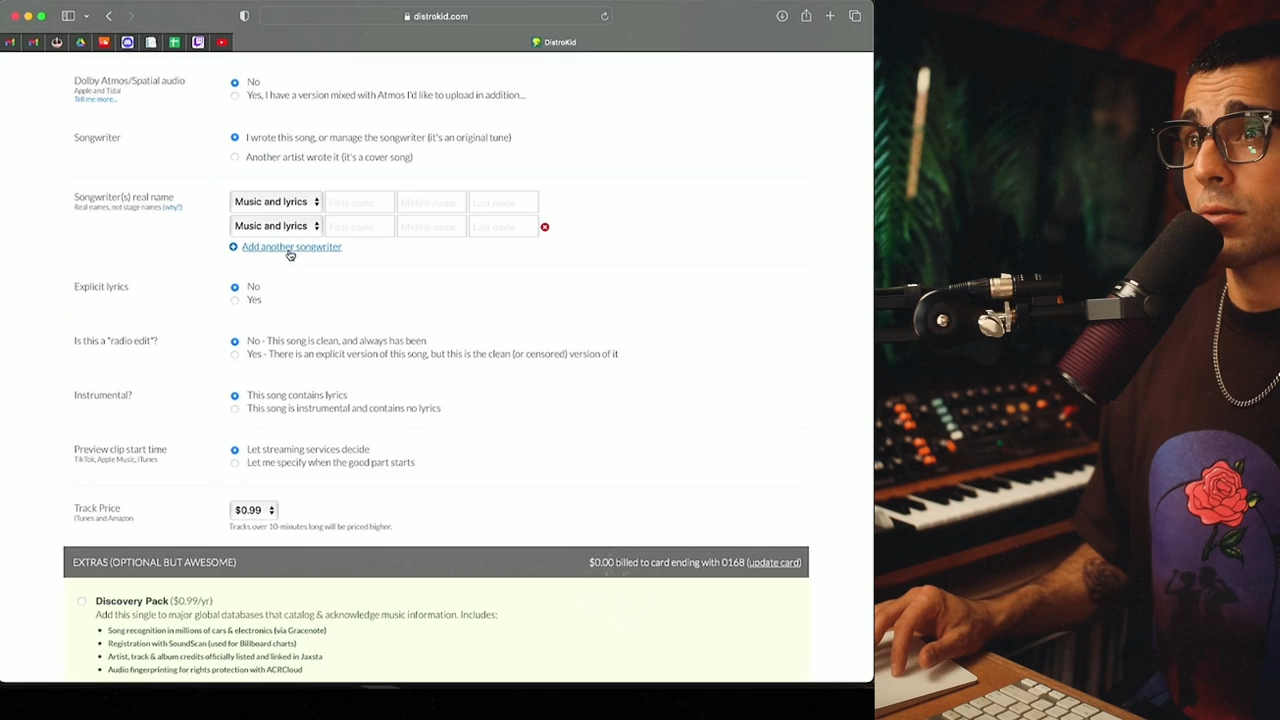 distrokid.com
DistroKid
Dolby Atmos/Spatial audio
Apple and Tidal
Tell me more...
No
Yes, I have a version mixed with Atmos I'd like to upload in addition...
Songwriter
I wrote this song, or manage the songwriter (it's an original tune)
Another artist wrote it (it's a cover song)
Songwriter(s) real name
Real names, not stage names (why?)
Music and lyrics First name Middle name Last name
Music and lyrics First name Middle name Last name
Add another songwriter
Explicit lyrics
No
Yes
Is this a "radio edit"?
No - This song is clean, and always has been
Yes - There is an explicit version of this song, but this is the clean (or censored) version of it
Instrumental?
This song contains lyrics
This song is instrumental and contains no lyrics
Preview clip start time
TikTok, Apple Music, iTunes
Let streaming services decide
Let me specify when the good part starts
Track Price
iTunes and Amazon
$0.99
Tracks over 10-minutes long will be priced higher.
EXTRAS (OPTIONAL BUT AWESOME) $0.00 billed to card ending with 0168 (update card)
Discovery Pack ($0.99/yr)
Add this single to major global databases that catalog & acknowledge music information. Includes:
Song recognition in millions of cars & electronics (via Gracenote)
Registration with SoundScan (used for Billboard charts)
Artist, track & album credits officially listed and linked in Jaxsta
Audio fingerprinting for rights protection with ACRCloud